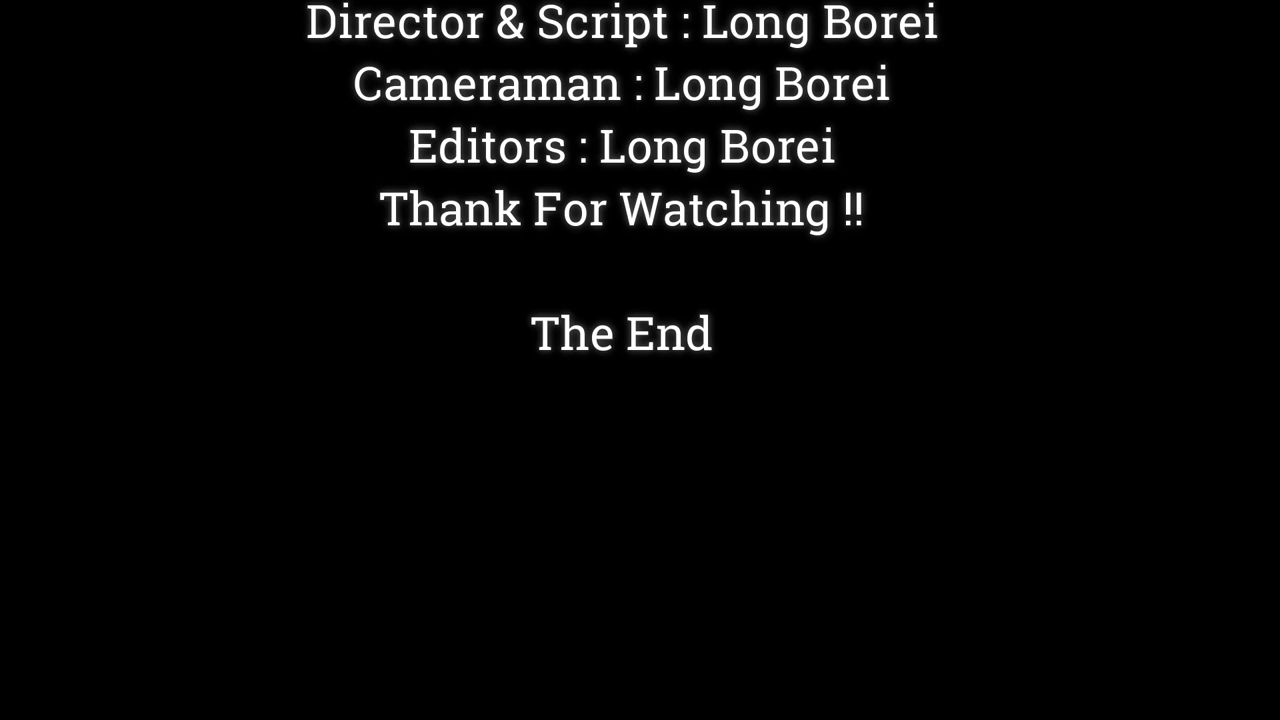 Director & Script : Long Borei
Cameraman : Long Borei
Editors : Long Borei
Thank For Watching !!
The End